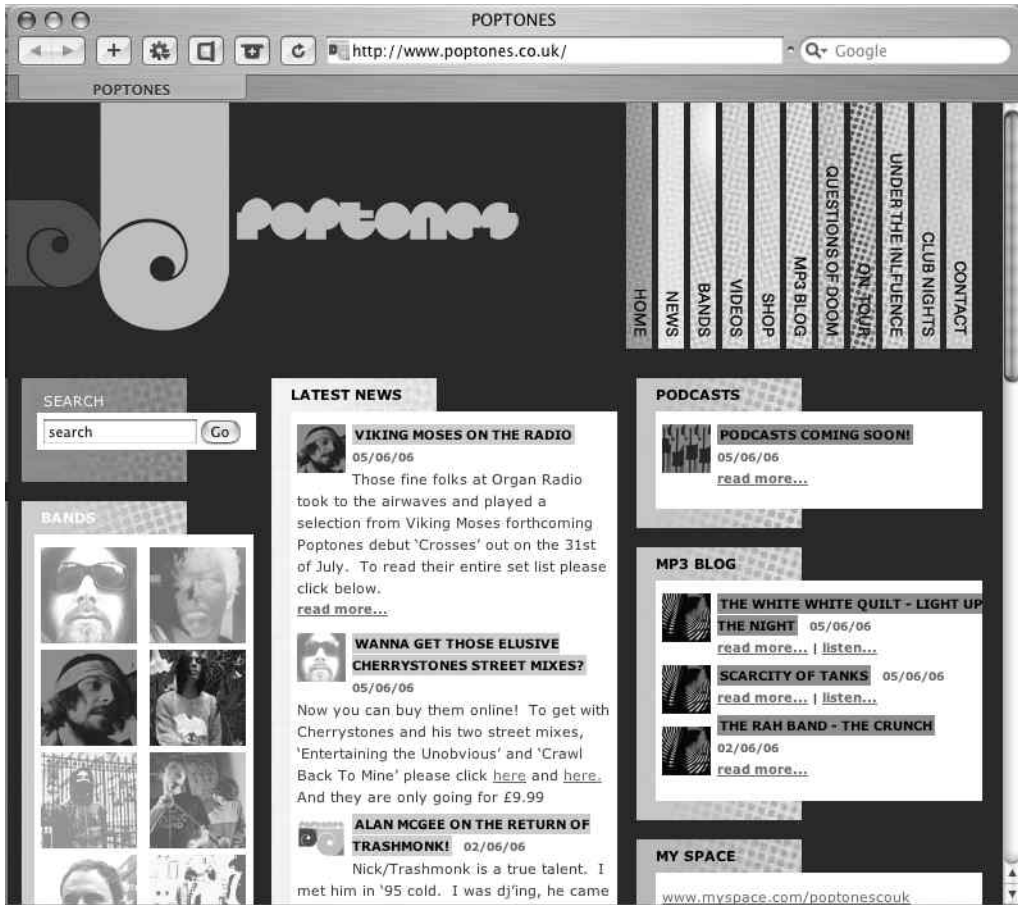 POPTONES
http://www.poptones.co.uk/
Google
POPTONES
poptones
HOME
NEWS
BANDS
VIDEOS
SHOP
MP3 BLOG
QUESTIONS OF DOOM
ON TOUR
UNDER THE INLFUENCE
CLUB NIGHTS
CONTACT
SEARCH
search
Go
BANDS
LATEST NEWS
VIKING MOSES ON THE RADIO
05/06/06
Those fine folks at Organ Radio
took to the airwaves and played a
selection from Viking Moses forthcoming
Poptones debut ‘Crosses’ out on the 31st
of July. To read their entire set list please
click below.
read more...
WANNA GET THOSE ELUSIVE
CHERRYSTONES STREET MIXES?
05/06/06
Now you can buy them online! To get with
Cherrystones and his two street mixes,
‘Entertaining the Unobvious’ and ‘Crawl
Back To Mine’ please click here and here.
And they are only going for £9.99
ALAN MCGEE ON THE RETURN OF
TRASHMONK! 02/06/06
Nick/Trashmonk is a true talent. I
met him in ‘95 cold. I was dj’ing, he came
PODCASTS
PODCASTS COMING SOON!
05/06/06
read more...
MP3 BLOG
THE WHITE WHITE QUILT - LIGHT UP
THE NIGHT 05/06/06
read more... | listen...
SCARCITY OF TANKS 05/06/06
read more... | listen...
THE RAH BAND - THE CRUNCH
02/06/06
read more...
MY SPACE
www.myspace.com/poptonescouk